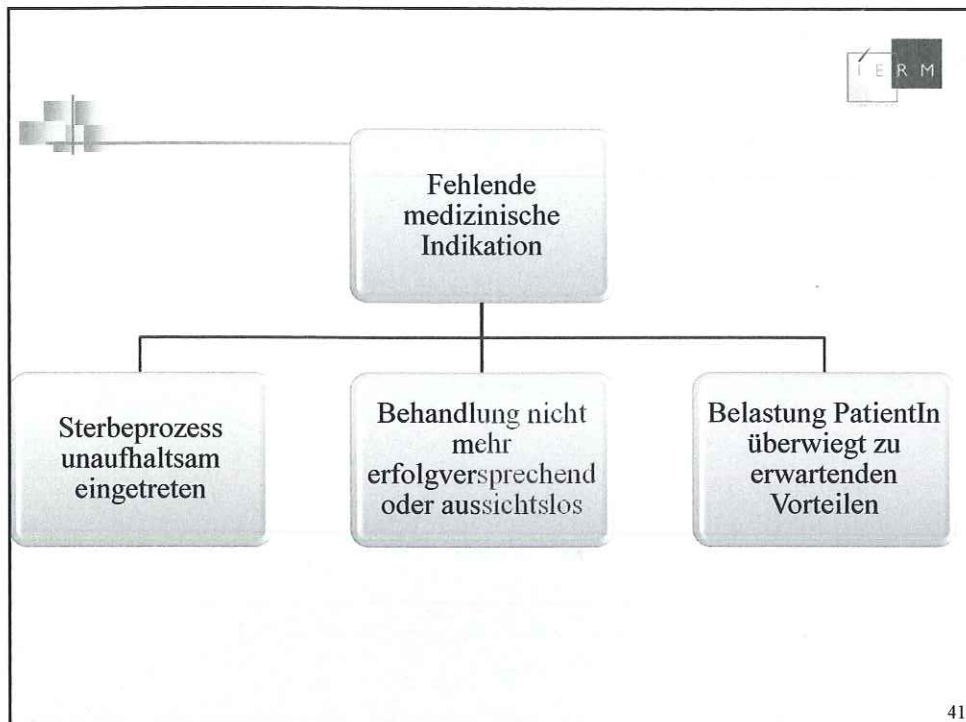 IERM
Fehlende
medizinische
Indikation
Sterbeprozess
unaufhaltsam
eingetreten
Behandlung nicht
mehr
erfolgversprechend
oder aussichtslos
Belastung PatientIn
überwiegt zu
erwartenden
Vorteilen
41